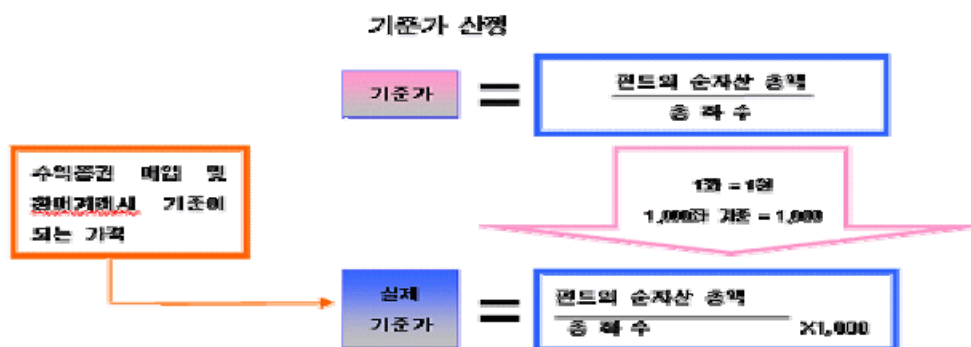 기준가 산정
기준가
=
펀드의 순자산 총액
총 좌 수
수익증권 매입 및
환매거래시 기준이
되는 가격
1좌 = 1원
1,000좌 기준 = 1,000
실제
기준가
=
펀드의 순자산 총액
총 좌 수 X1,000